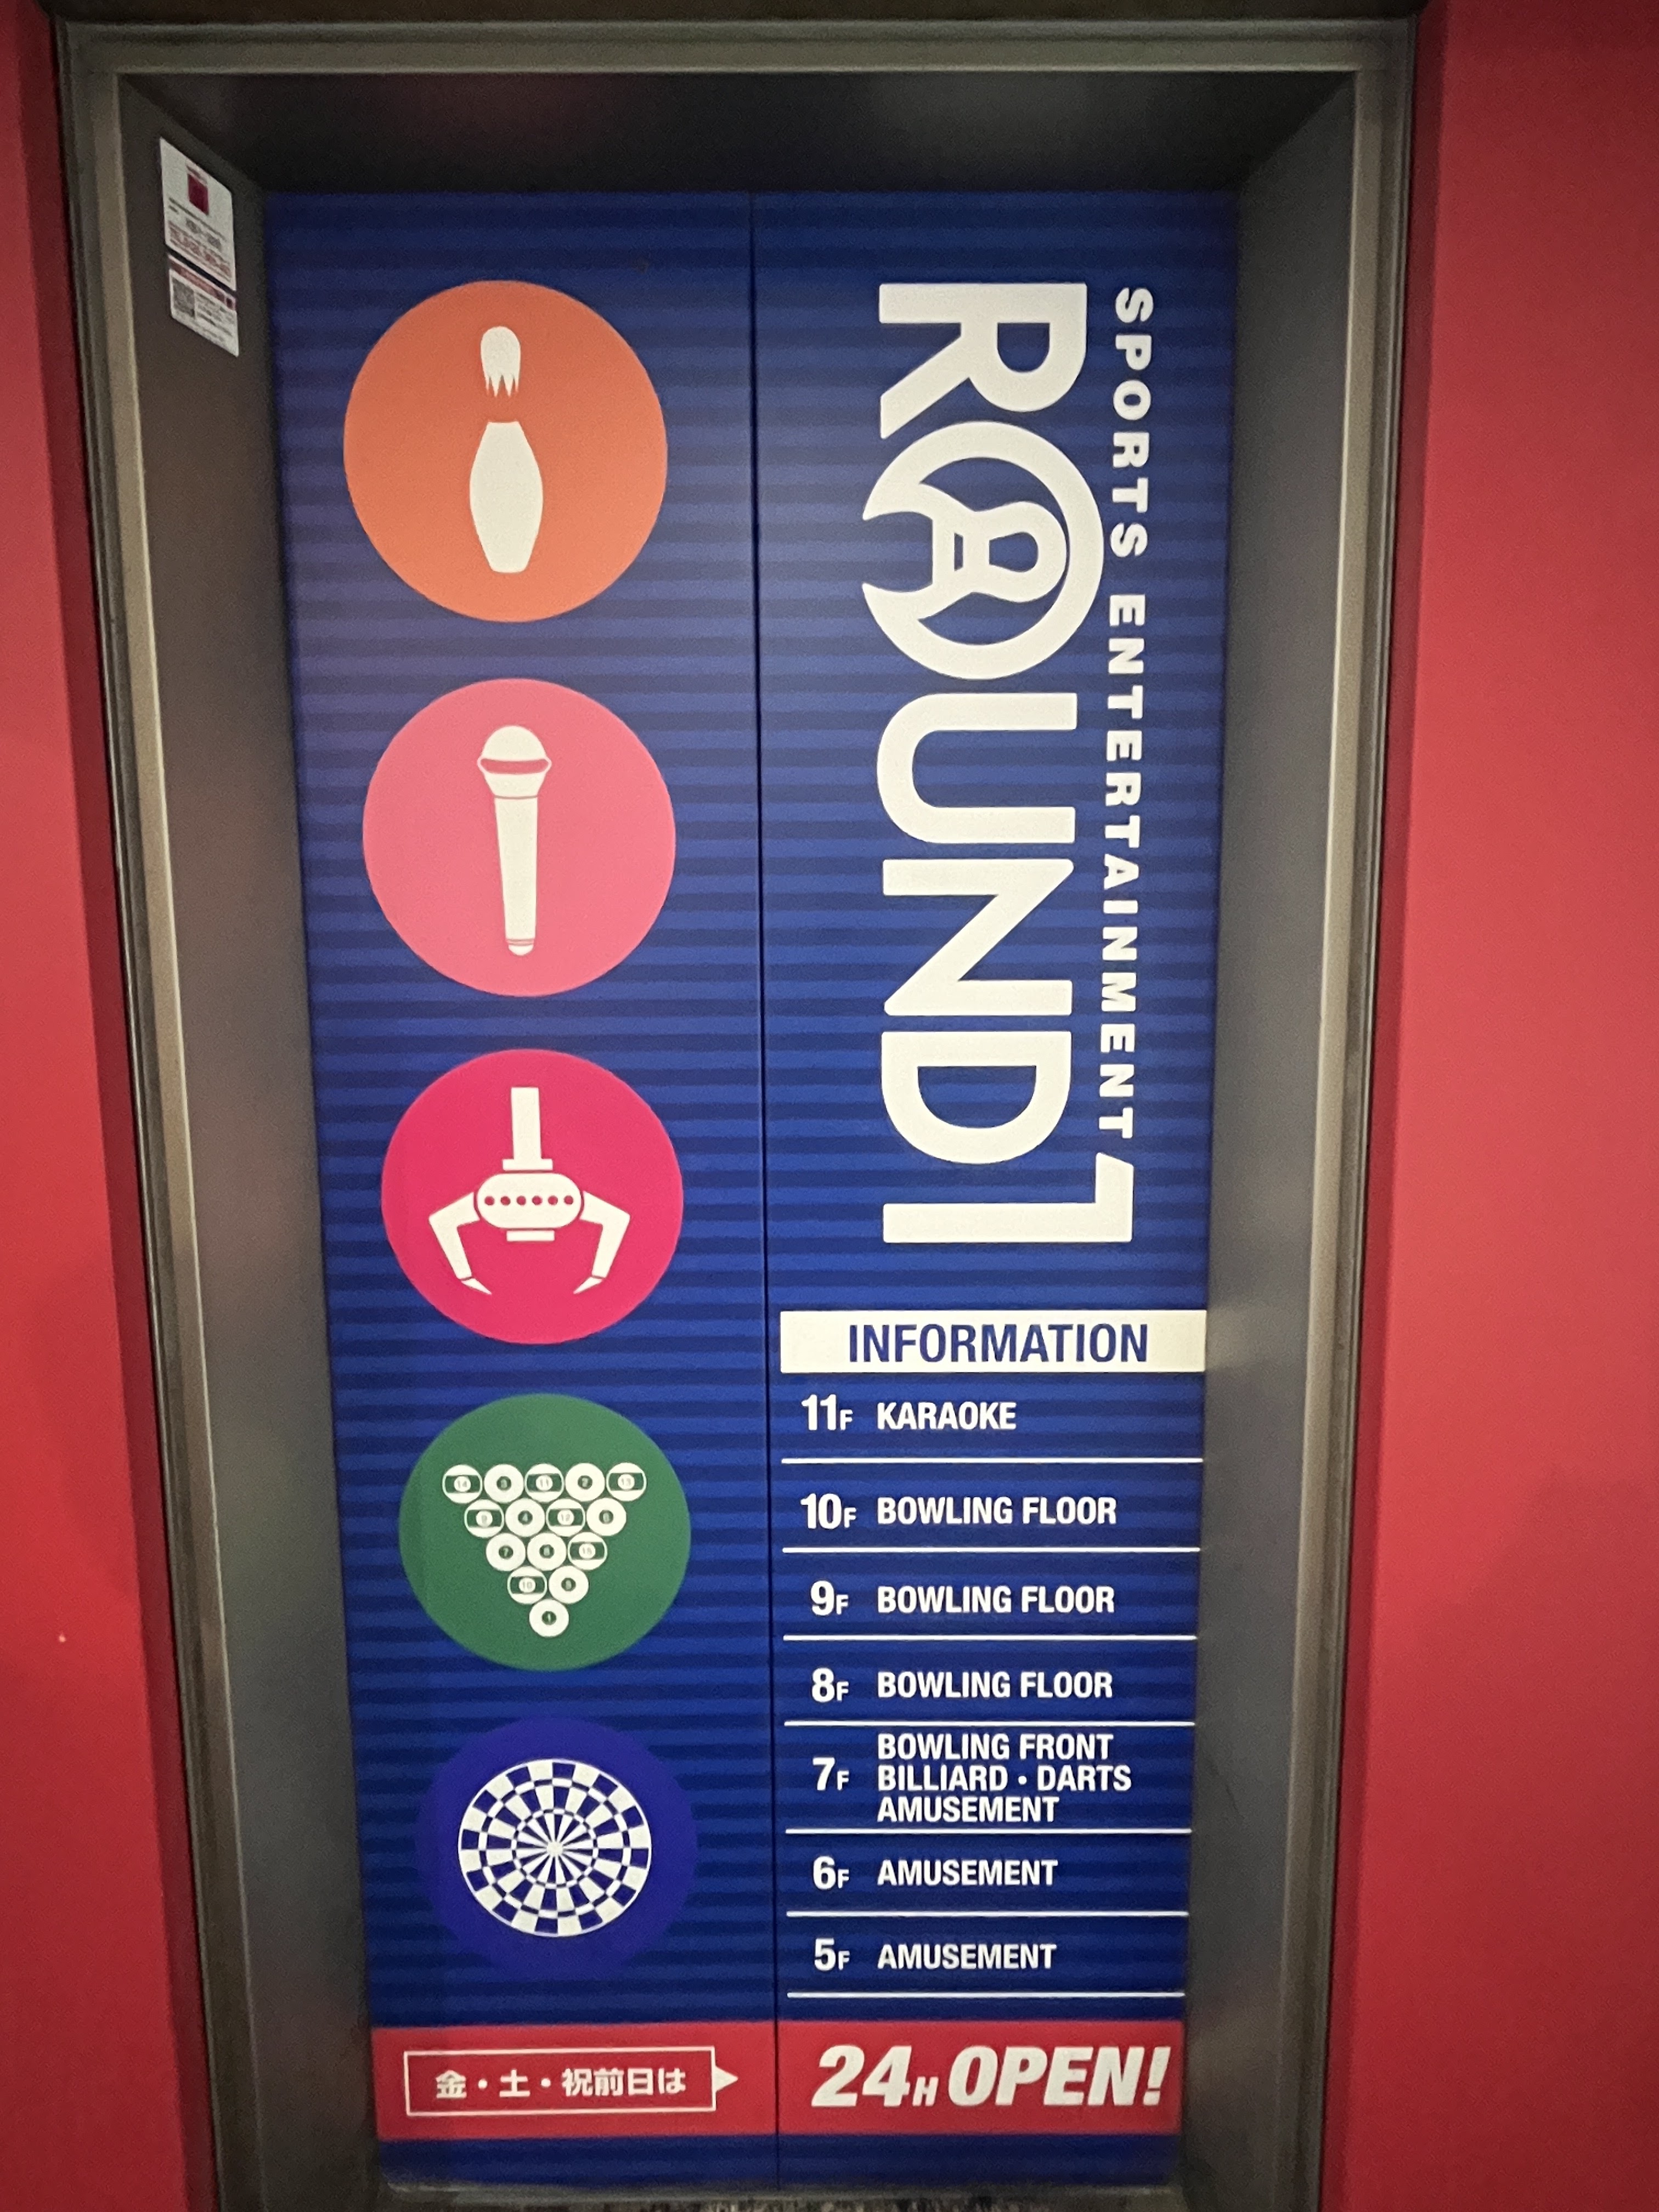 SPORTS ENTERTAINMENT
ROUND1
INFORMATION
11F KARAOKE
10F BOWLING FLOOR
9F BOWLING FLOOR
8F BOWLING FLOOR
7F BOWLING FRONT
BILLIARD・DARTS
AMUSEMENT
6F AMUSEMENT
5F AMUSEMENT
金・土・祝前日は 24H OPEN!